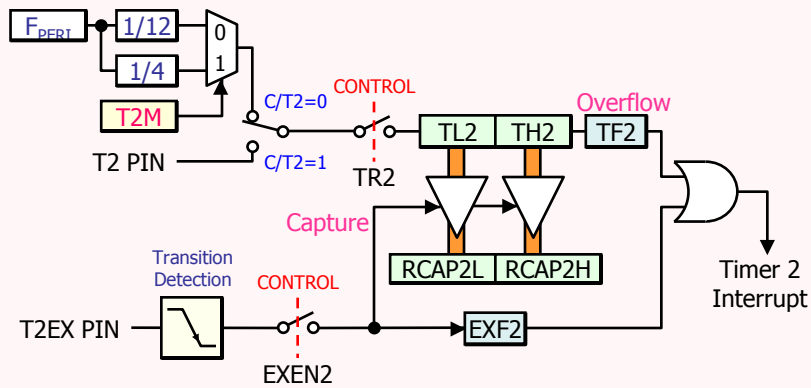 F_PERI
1/12
0
1/4
1
T2M
C/T2=0
CONTROL
T2 PIN
C/T2=1
TR2
TL2
TH2
Overflow
TF2
Capture
RCAP2L
RCAP2H
Timer 2
Interrupt
Transition
Detection
CONTROL
T2EX PIN
EXEN2
EXF2